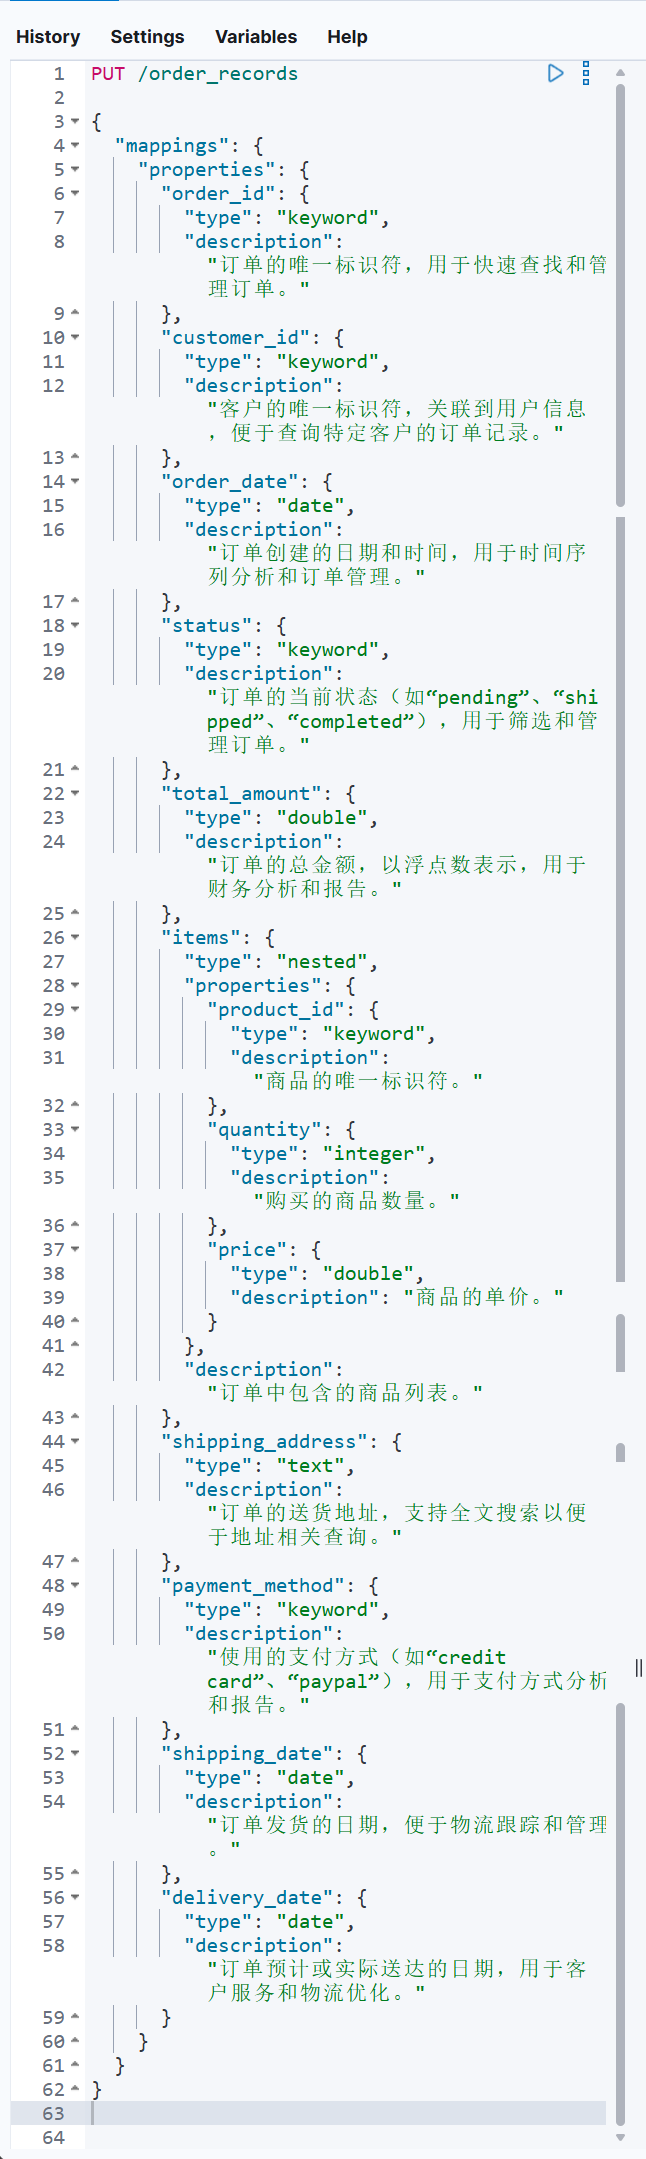 History Settings Variables Help
1 PUT /order_records
2
3 {
4 "mappings": {
5 "properties": {
6 "order_id": {
7 "type": "keyword",
8 "description":
"订单的唯一标识符，用于快速查找和管
理订单。"
9 },
10 "customer_id": {
11 "type": "keyword",
12 "description":
"客户的唯一标识符，关联到用户信息
，便于查询特定客户的订单记录。"
13 },
14 "order_date": {
15 "type": "date",
16 "description":
"订单创建的日期和时间，用于时间序
列分析和订单管理。"
17 },
18 "status": {
19 "type": "keyword",
20 "description":
"订单的当前状态（如“pending”、“shi
pped”、“completed”），用于筛选和管
理订单。"
21 },
22 "total_amount": {
23 "type": "double",
24 "description":
"订单的总金额，以浮点数表示，用于
财务分析和报告。"
25 },
26 "items": {
27 "type": "nested",
28 "properties": {
29 "product_id": {
30 "type": "keyword",
31 "description":
"商品的唯一标识符。"
32 },
33 "quantity": {
34 "type": "integer",
35 "description":
"购买的商品数量。"
36 },
37 "price": {
38 "type": "double",
39 "description": "商品的单价。"
40 }
41 },
42 "description":
"订单中包含的商品列表。"
43 },
44 "shipping_address": {
45 "type": "text",
46 "description":
"订单的送货地址，支持全文搜索以便
于地址相关查询。"
47 },
48 "payment_method": {
49 "type": "keyword",
50 "description":
"使用的支付方式（如“credit
card”、“paypal”），用于支付方式分析
和报告。"
51 },
52 "shipping_date": {
53 "type": "date",
54 "description":
"订单发货的日期，便于物流跟踪和管理
。"
55 },
56 "delivery_date": {
57 "type": "date",
58 "description":
"订单预计或实际送达的日期，用于客
户服务和物流优化。"
59 }
60 }
61 }
62 }
63
64